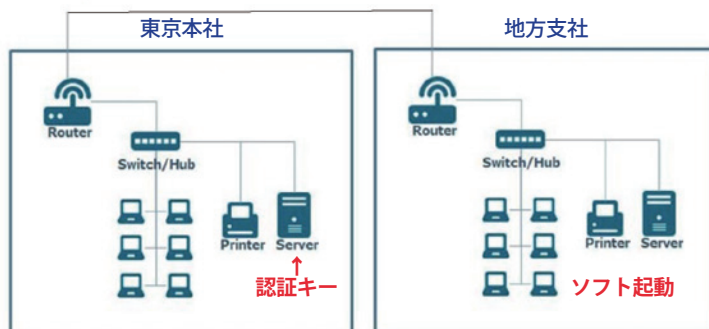 東京本社
地方支社
Router
Switch/Hub
Printer
Server
↑
認証キー
Router
Switch/Hub
Printer
Server
ソフト起動